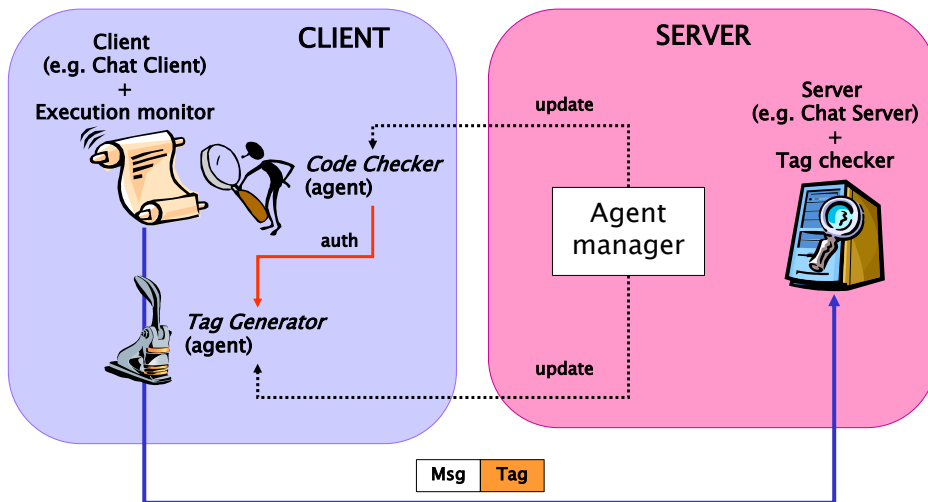 CLIENT
Client
(e.g. Chat Client)
+
Execution monitor
Code Checker
(agent)
auth
Tag Generator
(agent)
SERVER
update
Server
(e.g. Chat Server)
+
Tag checker
Agent
manager
update
Msg Tag